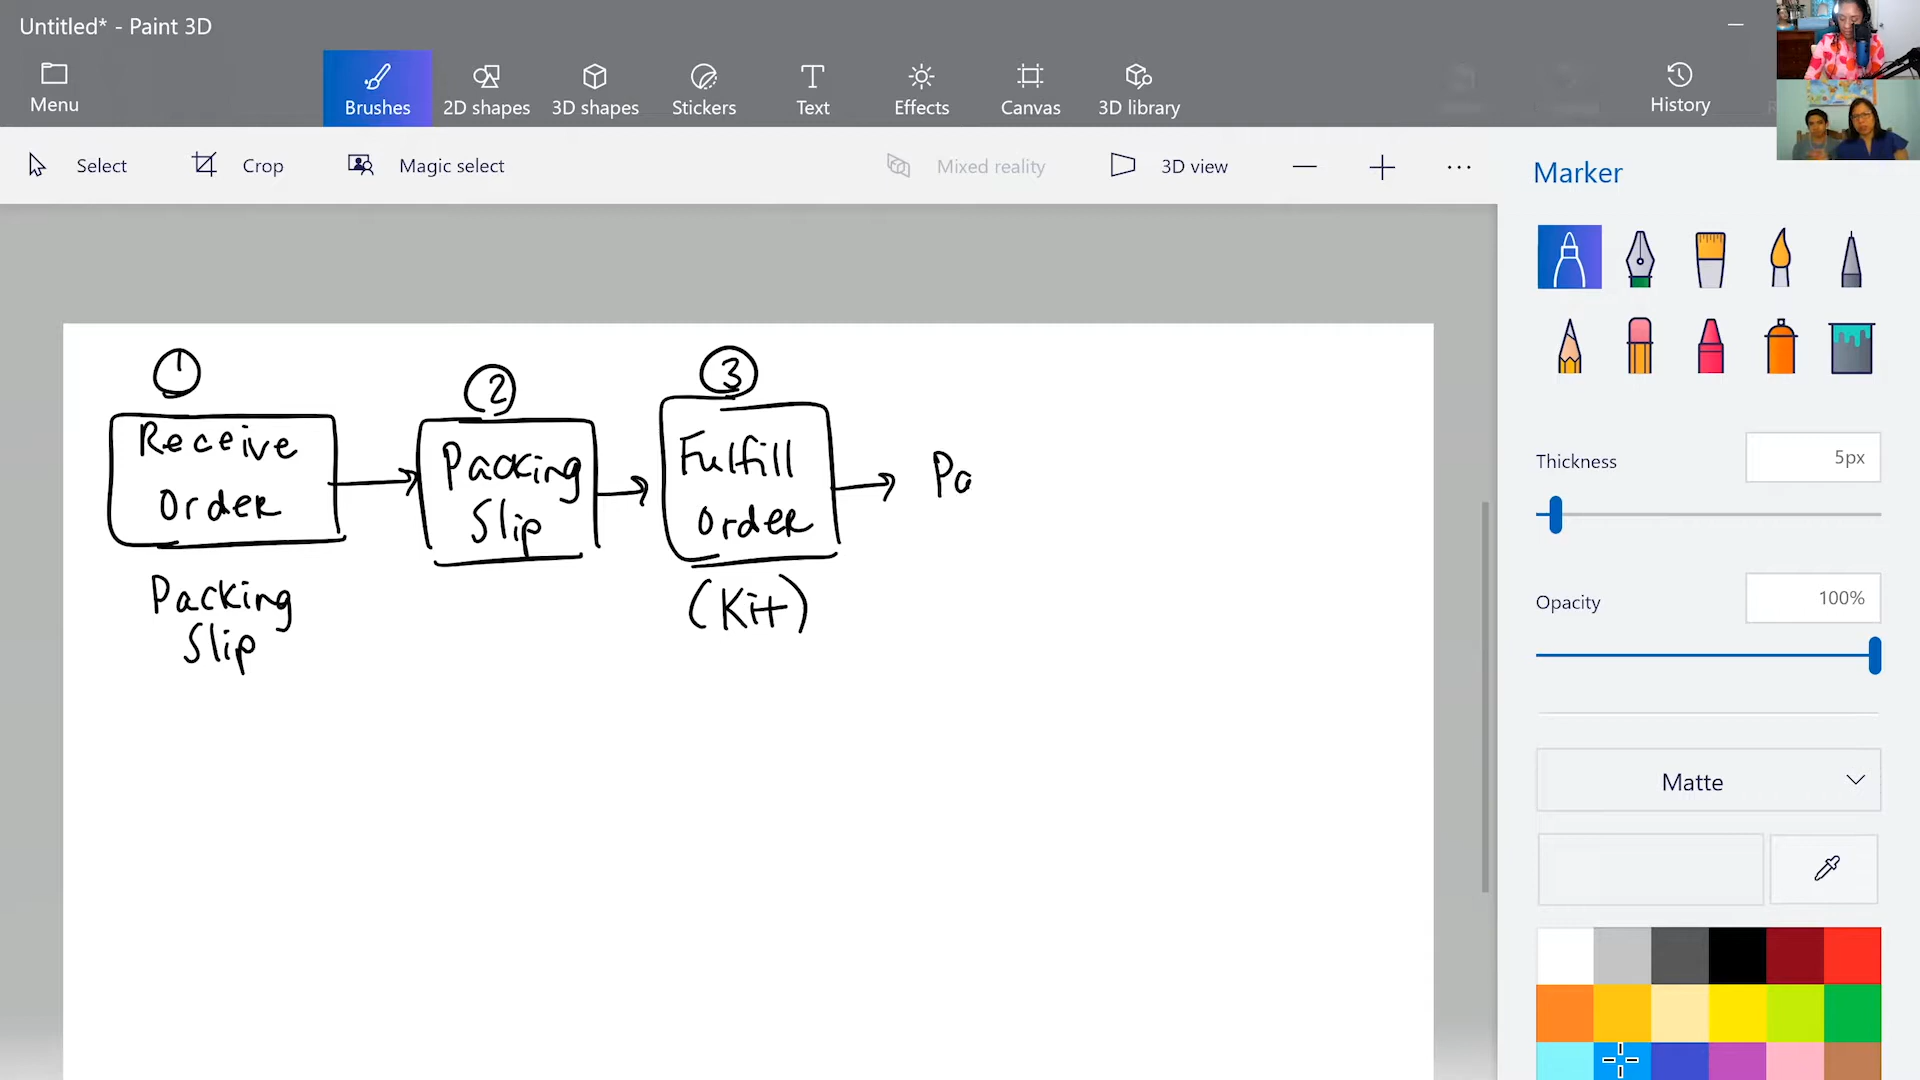 Untitled* - Paint 3D
Menu
Brushes
2D shapes
3D shapes
Stickers
Text
Effects
Canvas
3D library
History
Select
Crop
Magic select
Mixed reality
3D view
Marker
Thickness
5px
Opacity
100%
Matte
1
2
3
Receive
Order
Packing
Slip
Packing
Slip
Fulfill
Order
(Kit)
Pa